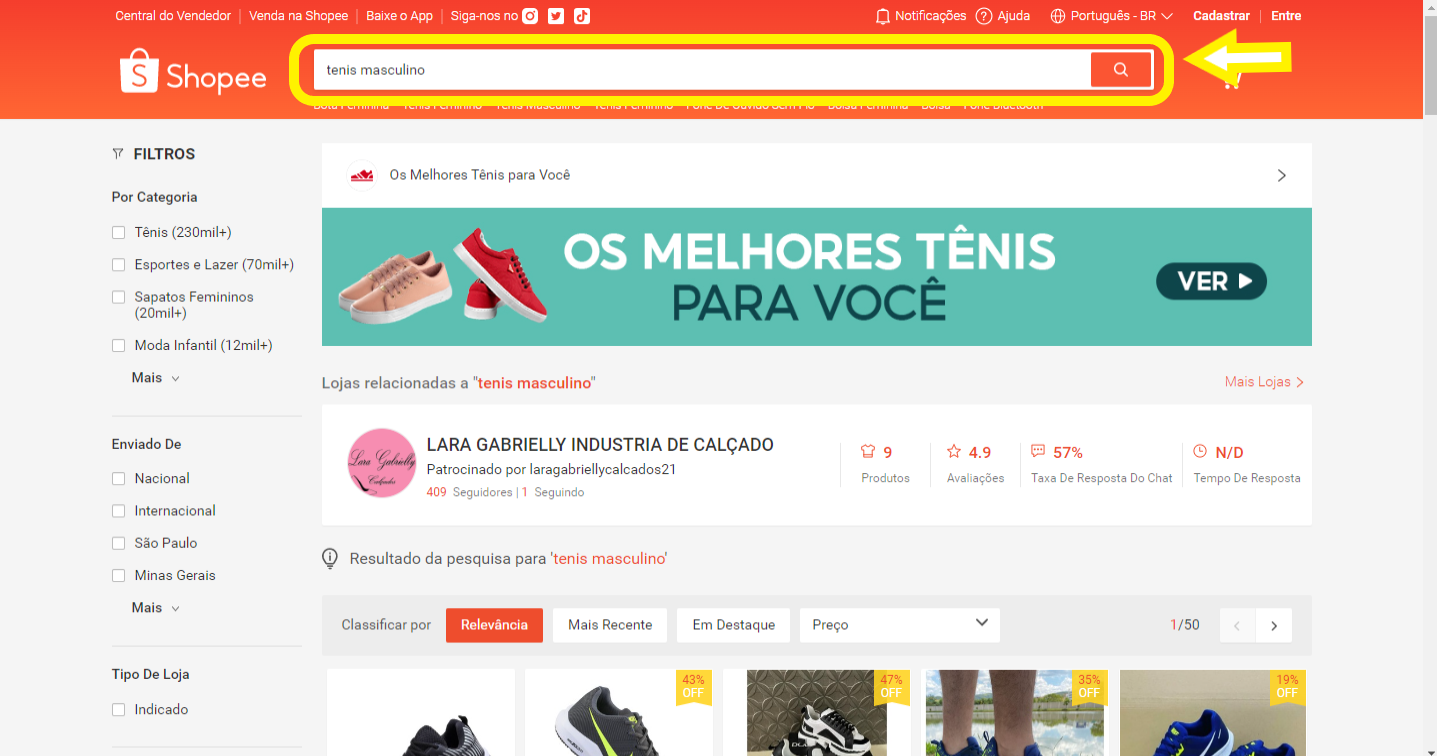 Central do Vendedor | Venda na Shopee | Baixe o App | Siga-nos no
Notificações Ajuda Português - BR Cadastrar | Entre
Shopee
tenis masculino
Bota Feminina Tênis Feminino Tênis Masculino Tenis Feminino Fone De Ouvido Sem Fio Bolsa Feminina Bolsa Fone Bluetooth
FILTROS
Por Categoria
Tênis (230mil+)
Esportes e Lazer (70mil+)
Sapatos Femininos
(20mil+)
Moda Infantil (12mil+)
Mais
Enviado De
Nacional
Internacional
São Paulo
Minas Gerais
Mais
Tipo De Loja
Indicado
Os Melhores Tênis para Você
OS MELHORES TÊNIS
PARA VOCÊ
VER
Lojas relacionadas a "tenis masculino"
Mais Lojas
Lara Gabrielly
Calçados
LARA GABRIELLY INDUSTRIA DE CALÇADO
Patrocinado por laragabriellycalcados21
409 Seguidores | 1 Seguindo
9
Produtos
4.9
Avaliações
57%
Taxa De Resposta Do Chat
N/D
Tempo De Resposta
Resultado da pesquisa para 'tenis masculino'
Classificar por Relevância Mais Recente Em Destaque Preço 1/50
43%
OFF
47%
OFF
35%
OFF
19%
OFF